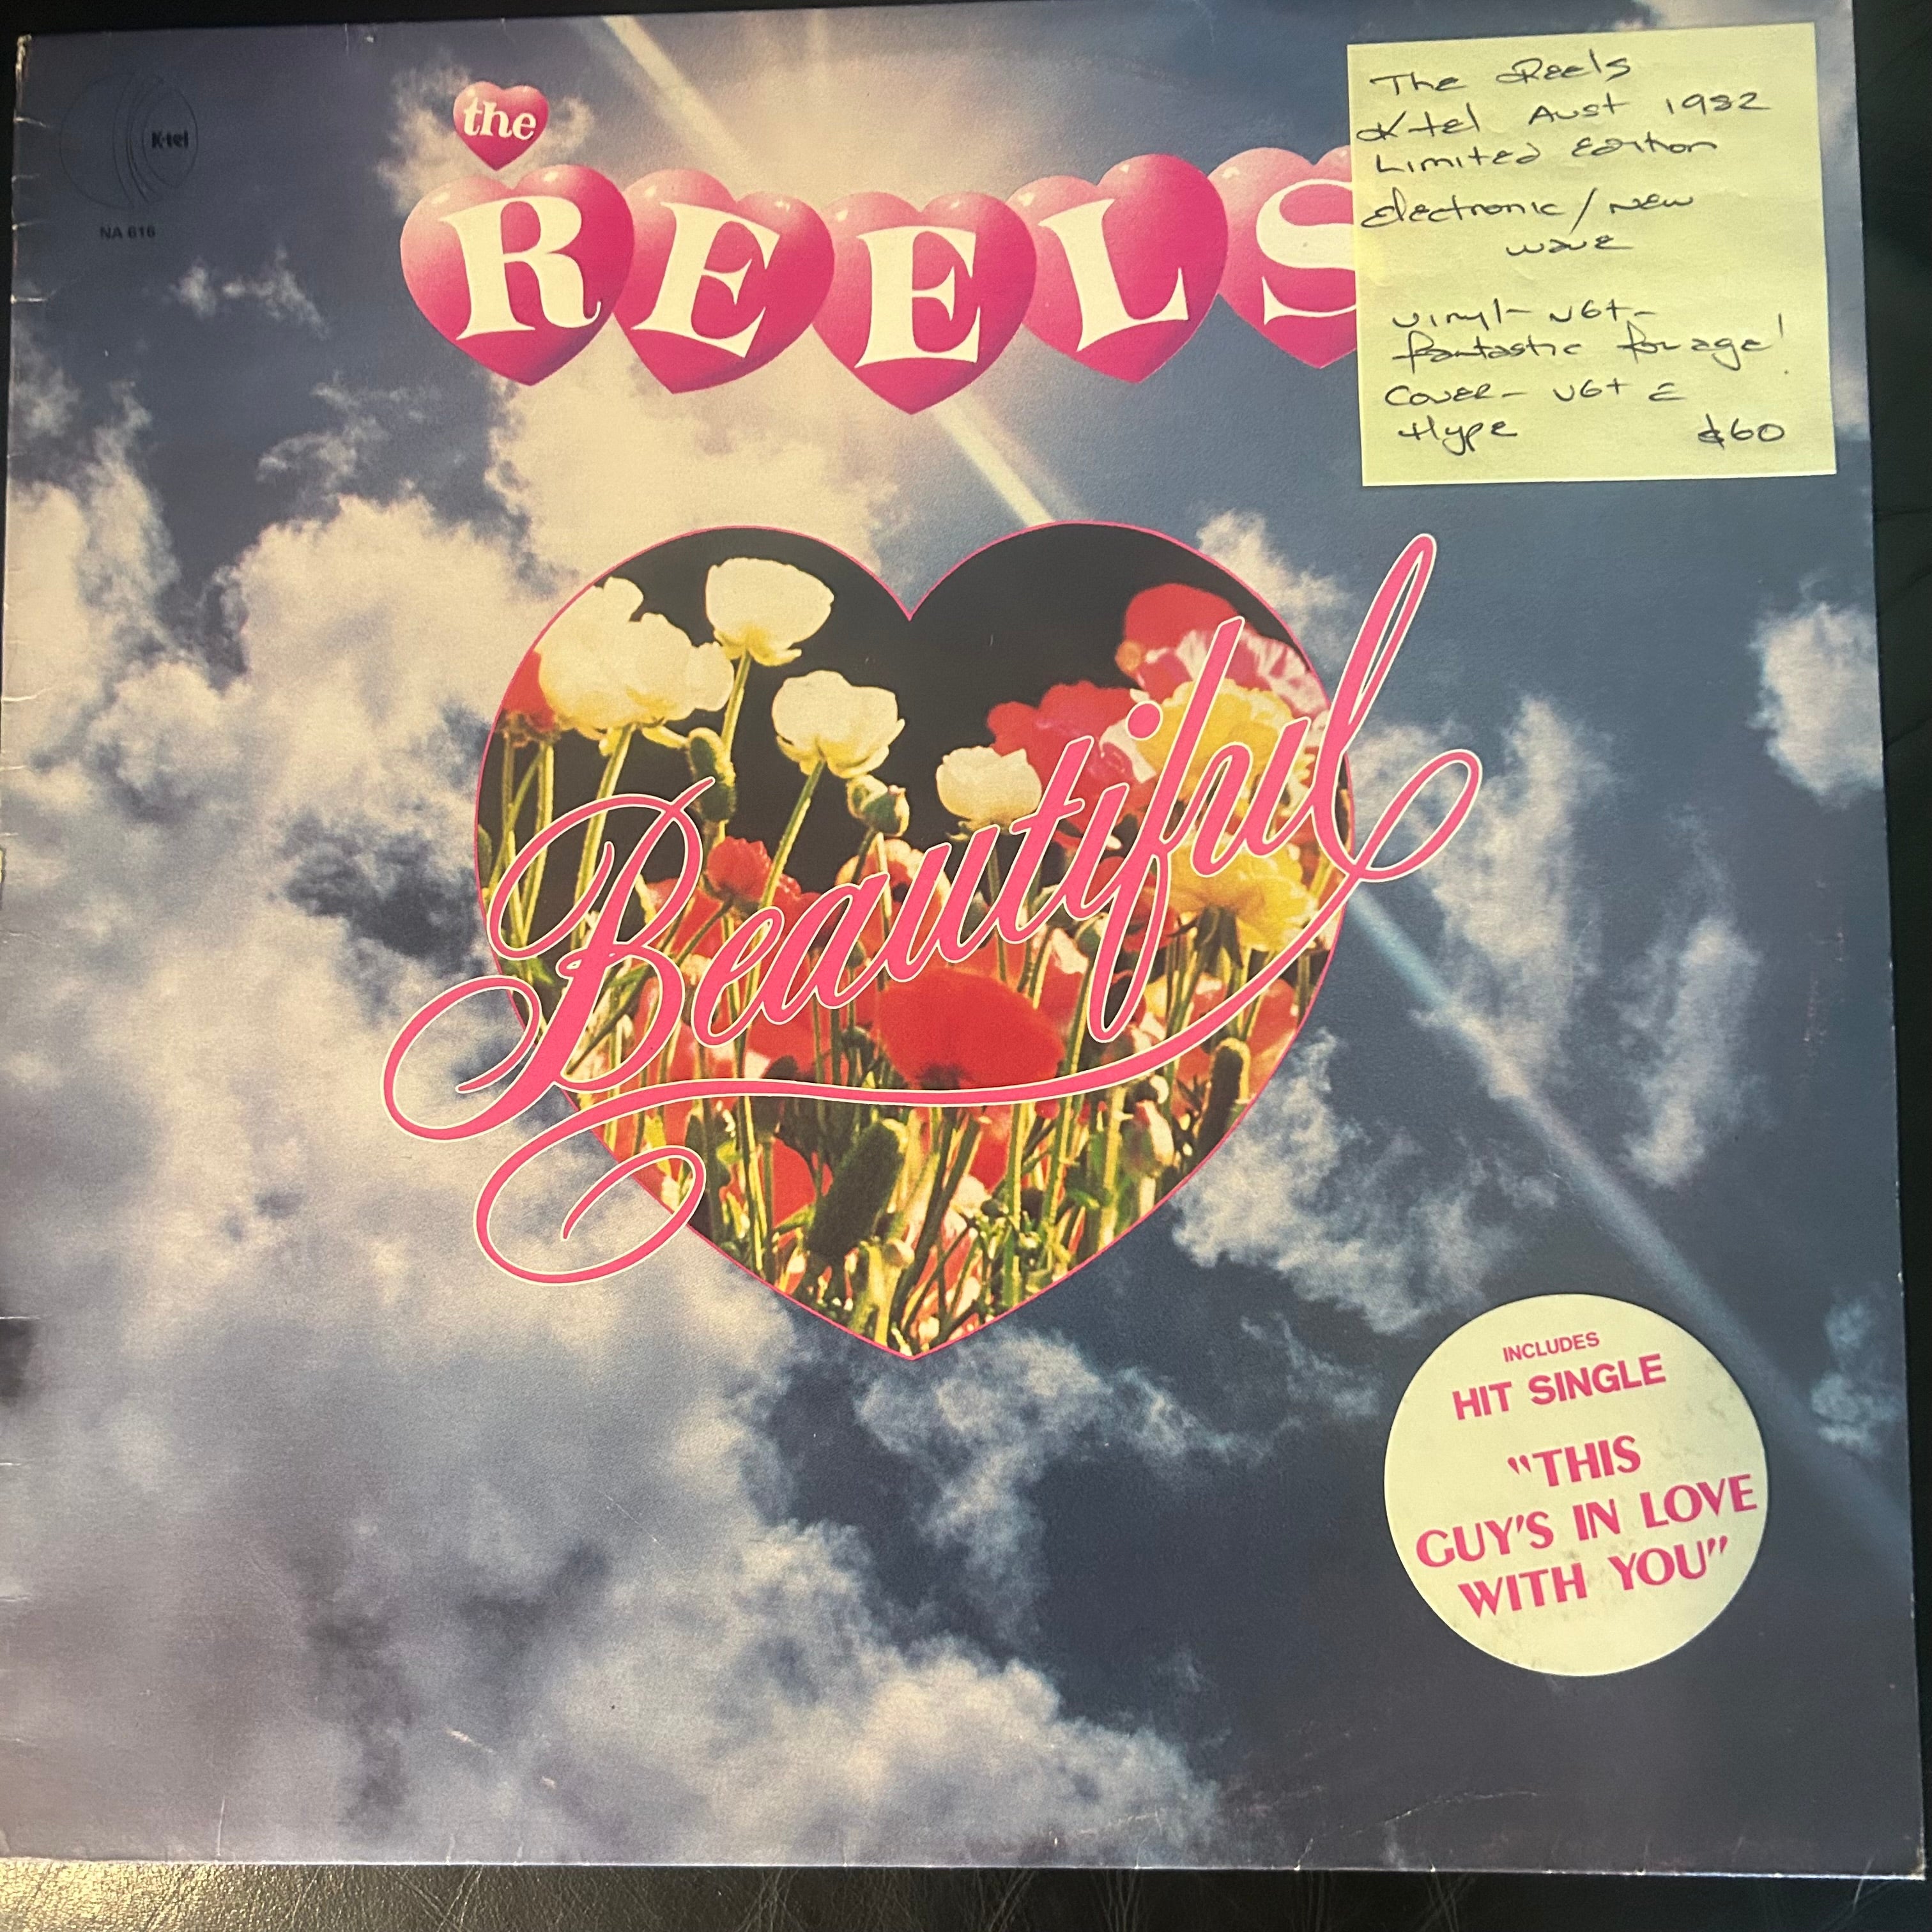 K-tel
NA 616
the
REELS
The Reels
K-tel Aust 1982
Limited Edition
Electronic / New
wave
Vinyl - VG+ -
fantastic for age!
Cover - VG+ c
Hype $60
Beautiful
INCLUDES
HIT SINGLE
"THIS
GUY'S IN LOVE
WITH YOU"